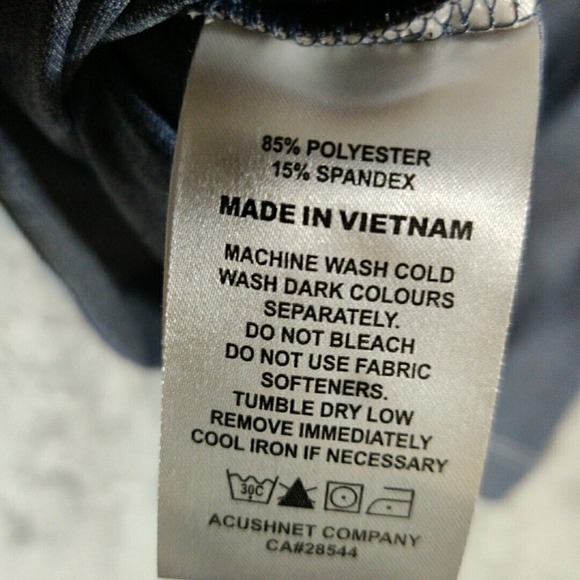 85% POLYESTER
15% SPANDEX
MADE IN VIETNAM
MACHINE WASH COLD
WASH DARK COLOURS
SEPARATELY.
DO NOT BLEACH
DO NOT USE FABRIC
SOFTENERS.
TUMBLE DRY LOW
REMOVE IMMEDIATELY
COOL IRON IF NECESSARY
30C
ACUSHNET COMPANY
CA#28544